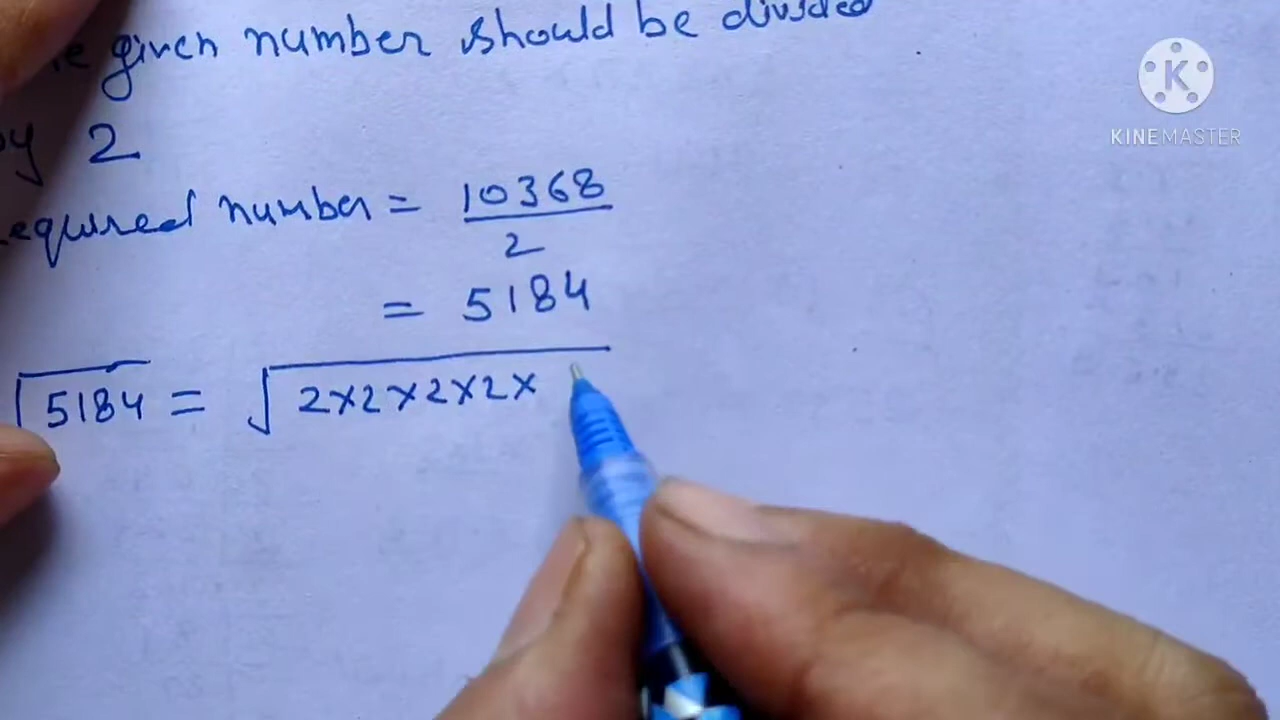 given number should be divided
by 2
required number = 10368
2
= 5184
√5184 = √2×2×2×2×
KINEMASTER